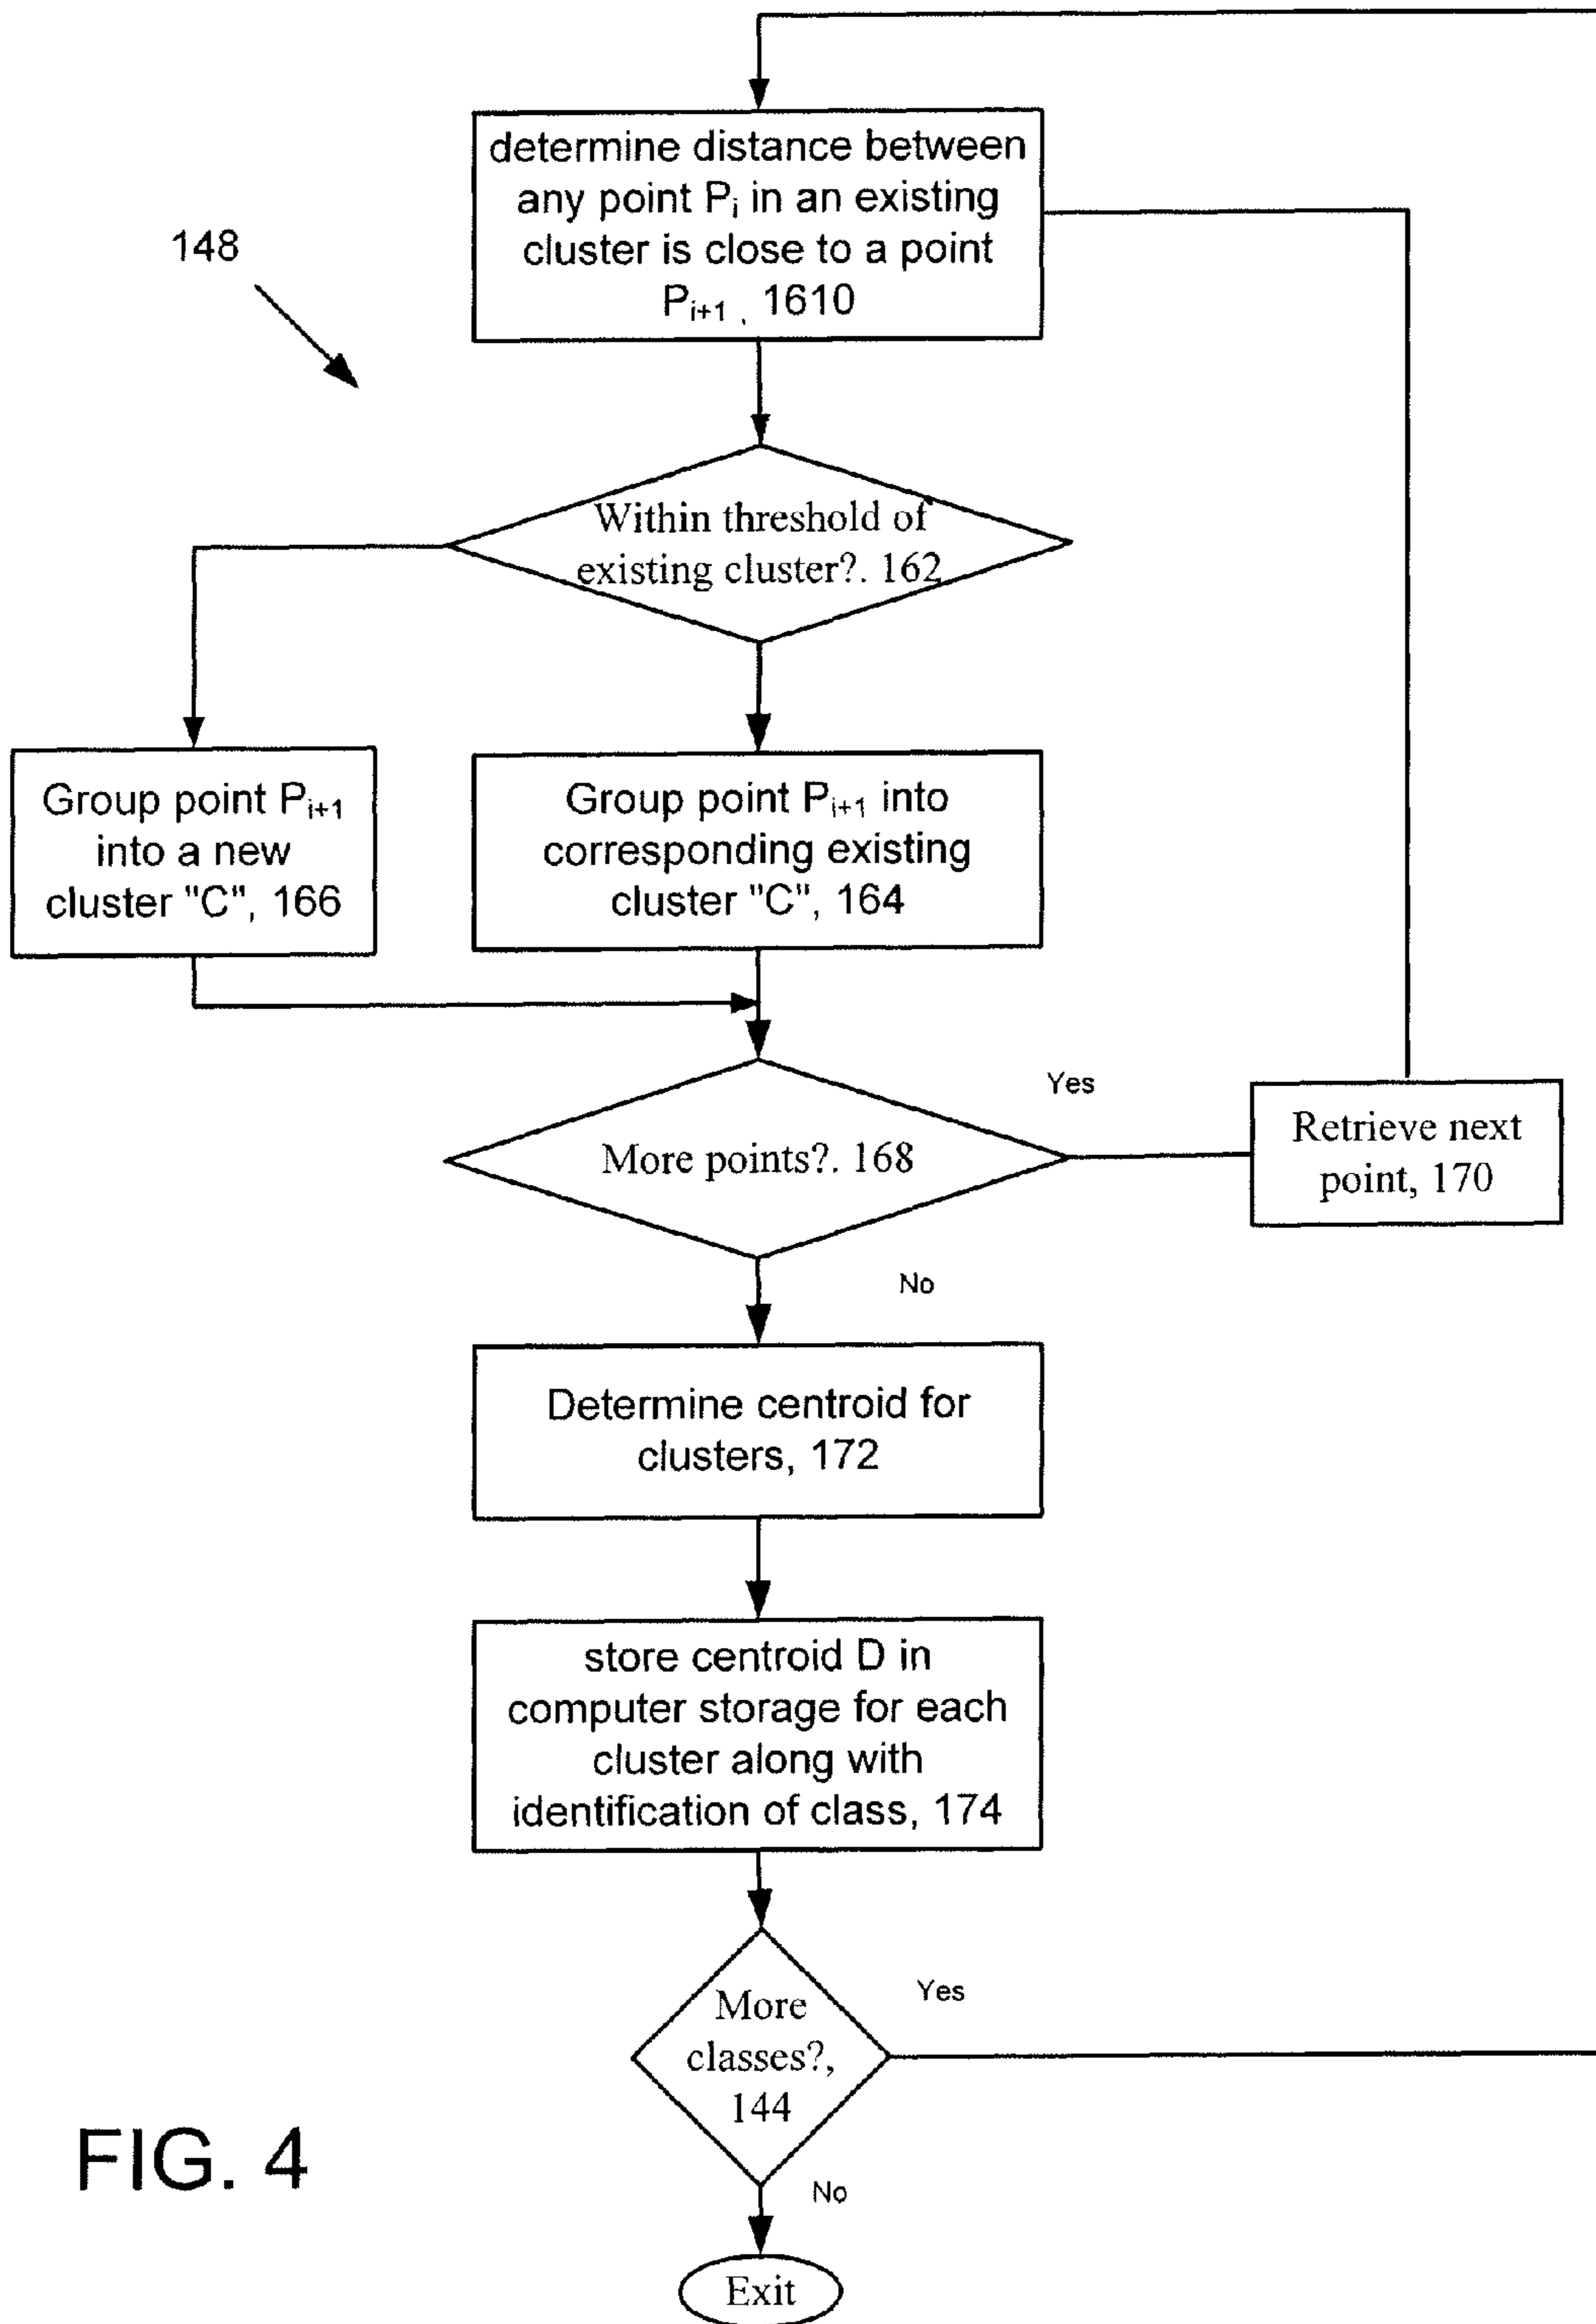 determine distance between
any point Pi in an existing
cluster is close to a point
Pi+1 , 1610
148
Within threshold of
existing cluster?. 162
Group point Pi+1
into a new
cluster "C", 166
Group point Pi+1 into
corresponding existing
cluster "C", 164
Yes
More points?. 168
Retrieve next
point, 170
No
Determine centroid for
clusters, 172
store centroid D in
computer storage for each
cluster along with
identification of class, 174
Yes
More
classes?,
144
FIG. 4
No
Exit